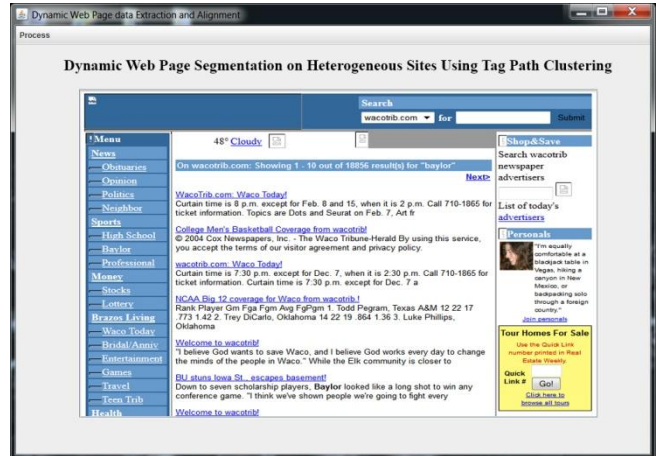 Dynamic Web Page data Extraction and Alignment
Process
Dynamic Web Page Segmentation on Heterogeneous Sites Using Tag Path Clustering
Search
wacotrib.com for Submit
!Menu
News
Obituaries
Opinion
Politics
Neighbor
Sports
High School
Baylor
Professional
Money
Stocks
Lottery
Brazos Living
Waco Today
Bridal/Anniv
Entertainment
Games
Travel
Teen Trib
Health
48° Cloudy
On wacotrib.com: Showing 1 - 10 out of 18856 result(s) for "baylor"
Next>
WacoTrib.com: Waco Today!
Curtain time is 8 p.m. except for Feb. 8 and 15, when it is 2 p.m. Call 710-1865 for
ticket information. Topics are Dots and Seurat on Feb. 7, Art fr
College Men's Basketball Coverage from wacotrib!
© 2004 Cox Newspapers, Inc. - The Waco Tribune-Herald By using this service,
you accept the terms of our visitor agreement and privacy policy.
wacotrib.com: Waco Today!
Curtain time is 7:30 p.m. except for Dec. 7, when it is 2:30 p.m. Call 710-1865 for
ticket information. Curtain time is 7:30 p.m. except for Dec. 7 a
NCAA Big 12 coverage for Waco from wacotrib.!
Rank Player Gm Fga Fgm Avg FgPgm 1. Todd Pegram, Texas A&M 12 22 17
.773 1.42 2. Trey DiCarlo, Oklahoma 14 22 19 .864 1.36 3. Luke Phillips,
Oklahoma
Welcome to wacotrib!
"I believe God wants to save Waco, and I believe God works every day to change
the minds of the people in Waco." While the Elk community is closer to
BU stuns Iowa St., escapes basement!
Down to seven scholarship players, Baylor looked like a long shot to win any
conference game. "I think we've shown people we're going to fight every
Welcome to wacotrib!
Shop&Save
Search wacotrib
newspaper
advertisers
List of today's
advertisers
Personals
"I'm equally
comfortable at a
blackjack table in
Vegas, hiking a
canyon in New
Mexico, or
backpacking solo
through a foreign
country."
Join personals
Tour Homes For Sale
Use the Quick Link
number printed in Real
Estate Weekly.
Quick
Link # Go!
Click here to
browse all tours